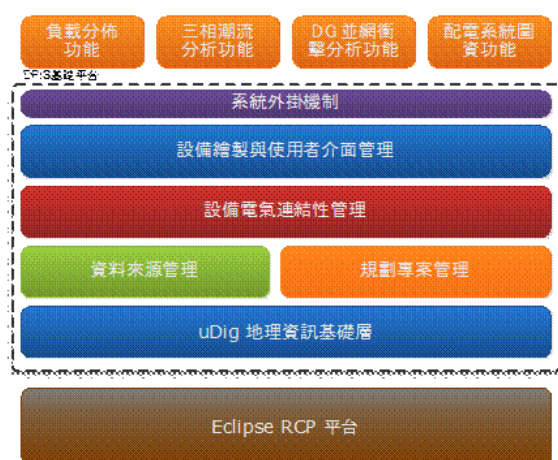 負載分佈
功能
三相潮流
分析功能
DG 並網衝
擊分析功能
配電系統圖
資功能
基礎平台
系統外掛機制
設備繪製與使用者介面管理
設備電氣連結性管理
資料來源管理
規劃專案管理
uDig 地理資訊基礎層
Eclipse RCP 平台